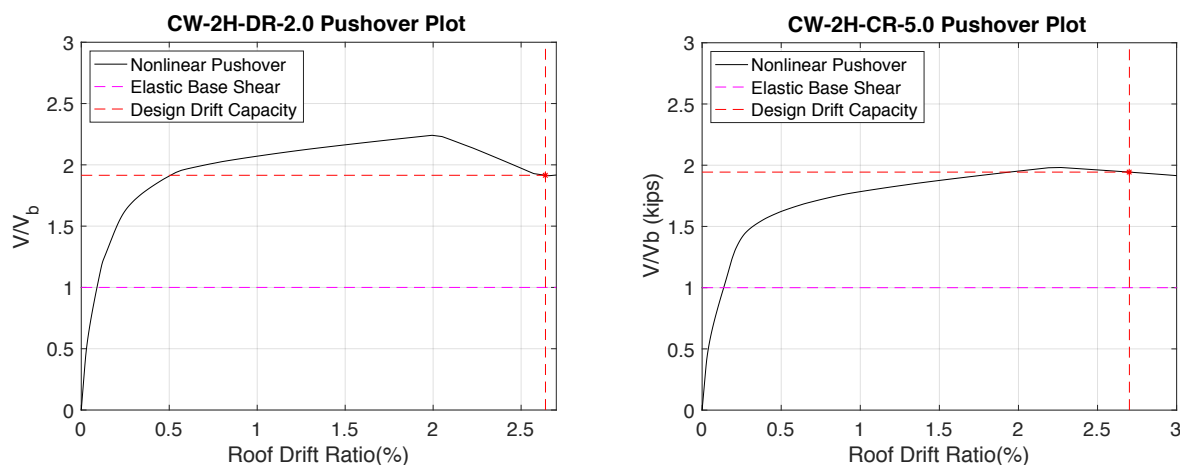 CW-2H-DR-2.0 Pushover Plot
3
2.5
2
1.5
1
0.5
0
V/V_b
Nonlinear Pushover
Elastic Base Shear
Design Drift Capacity
0 0.5 1 1.5 2 2.5
Roof Drift Ratio(%)
CW-2H-CR-5.0 Pushover Plot
3
2.5
2
1.5
1
0.5
0
V/Vb (kips)
Nonlinear Pushover
Elastic Base Shear
Design Drift Capacity
0 0.5 1 1.5 2 2.5 3
Roof Drift Ratio(%)